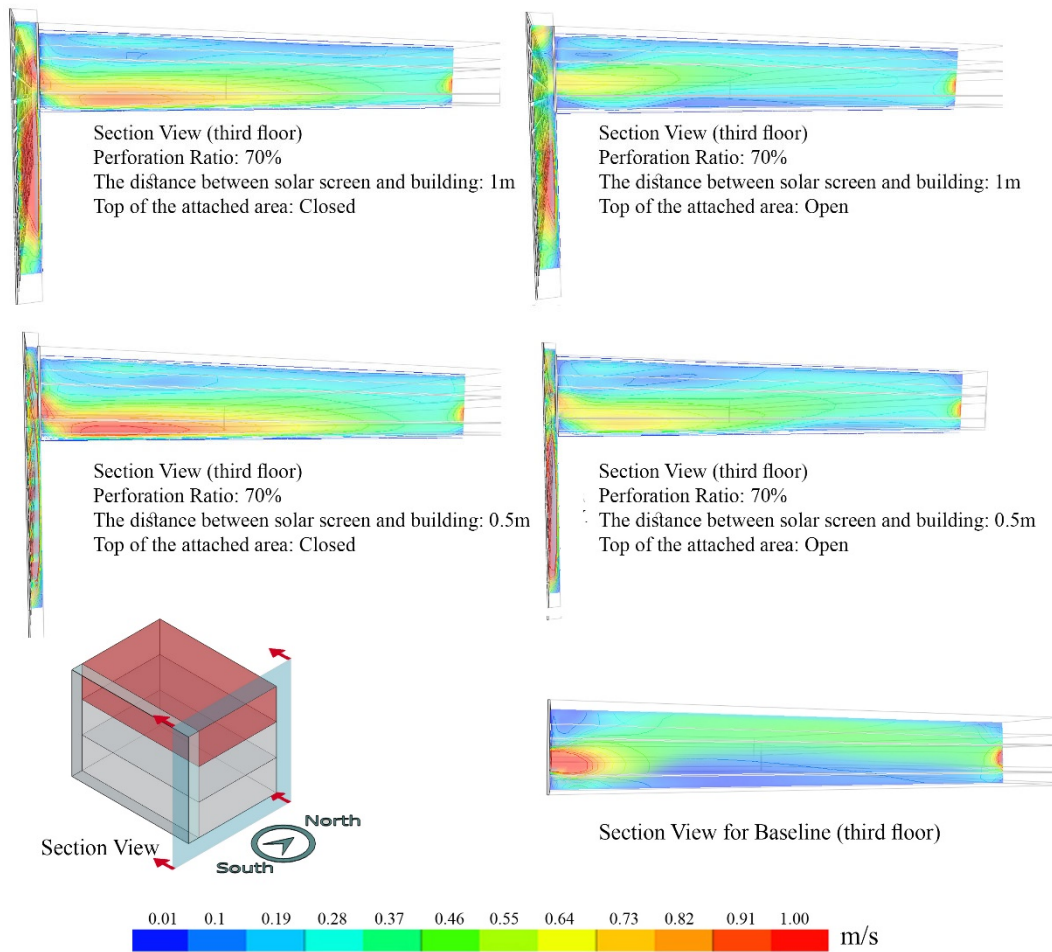 Section View (third floor)
Perforation Ratio: 70%
The distance between solar screen and building: 1m
Top of the attached area: Closed
Section View (third floor)
Perforation Ratio: 70%
The distance between solar screen and building: 1m
Top of the attached area: Open
Section View (third floor)
Perforation Ratio: 70%
The distance between solar screen and building: 0.5m
Top of the attached area: Closed
Section View (third floor)
Perforation Ratio: 70%
The distance between solar screen and building: 0.5m
Top of the attached area: Open
Section View
North
South
Section View for Baseline (third floor)
0.01 0.1 0.19 0.28 0.37 0.46 0.55 0.64 0.73 0.82 0.91 1.00
m/s